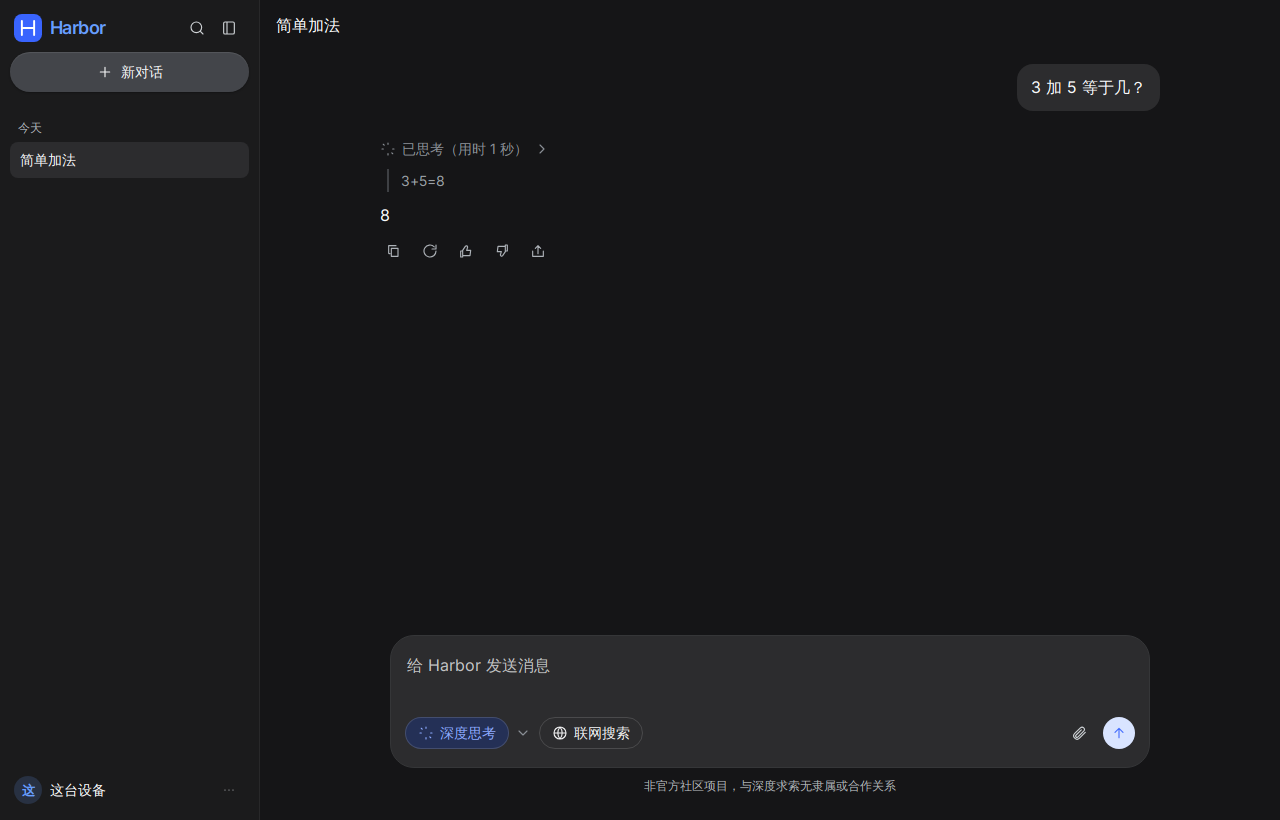 Harbor
新对话
今天
简单加法
这 这台设备
简单加法
3 加 5 等于几？
已思考（用时 1 秒）
3+5=8
8
给 Harbor 发送消息
深度思考 联网搜索
非官方社区项目，与深度求索无隶属或合作关系